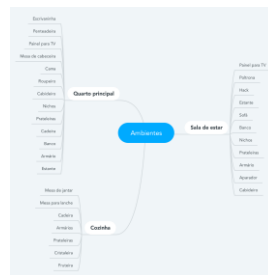 Escrivaninha
Penteadeira
Painel para TV
Mesa de cabeceira
Cama
Roupeiro
Cabideiro
Nichos
Prateleiras
Cadeira
Banco
Armário
Estante
Quarto principal
Ambientes
Sala de estar
Painel para TV
Poltrona
Rack
Estante
Sofá
Banco
Nichos
Prateleiras
Armário
Aparador
Cabideiro
Mesa de jantar
Mesa para lanche
Cadeira
Armários
Prateleiras
Cristaleira
Fruteira
Cozinha